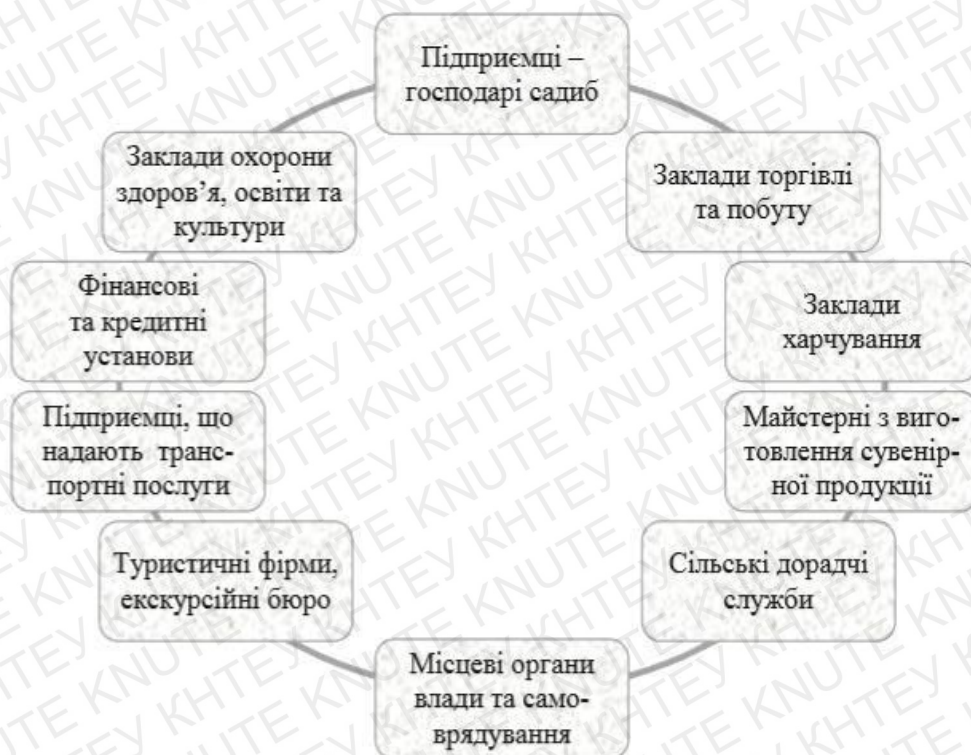 Підприємці –
господарі садиб
Заклади торгівлі
та побуту
Заклади
харчування
Майстерні з виго-
товлення сувенір-
ної продукції
Сільські дорадчі
служби
Місцеві органи
влади та само-
врядування
Туристичні фірми,
екскурсійні бюро
Підприємці, що
надають транс-
портні послуги
Фінансові
та кредитні
установи
Заклади охорони
здоров’я, освіти та
культури